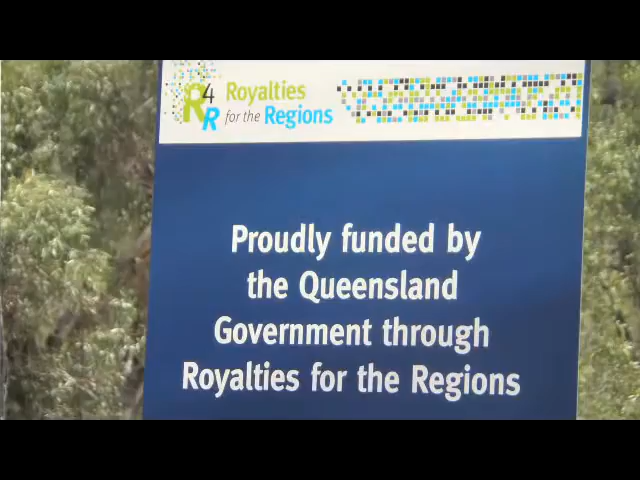 R4R Royalties
for the Regions
Proudly funded by
the Queensland
Government through
Royalties for the Regions